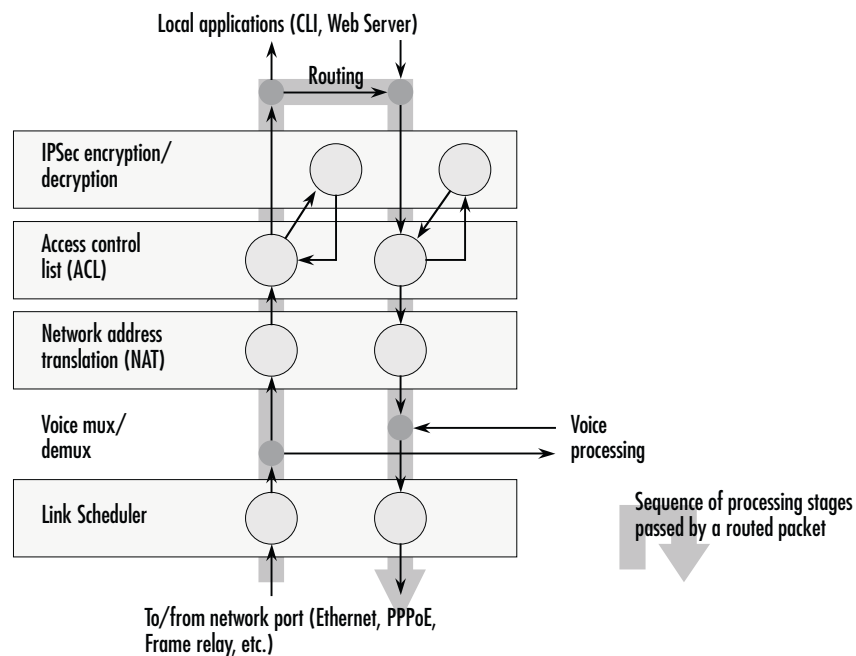 Local applications (CLI, Web Server)
Routing
IPSec encryption/
decryption
Access control
list (ACL)
Network address
translation (NAT)
Voice mux/
demux
Voice
processing
Link Scheduler
Sequence of processing stages
passed by a routed packet
To/from network port (Ethernet, PPPoE,
Frame relay, etc.)